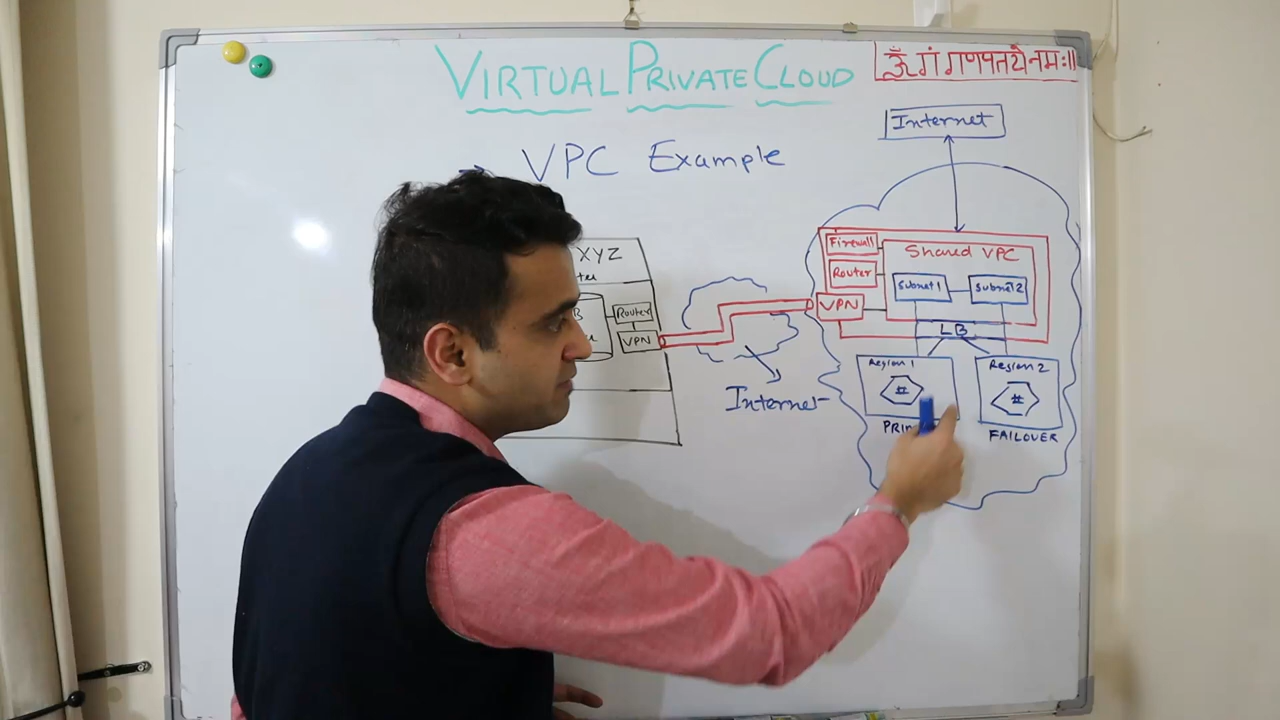 VIRTUAL PRIVATE CLOUD
ॐ गं गणपतये नमः॥
Internet
VPC Example
XYZ
Firewall
Shared VPC
Router
Subnet 1
Subnet 2
VPN
Router
VPN
LB
Internet
Region 1
#
Region 2
#
FAILOVER